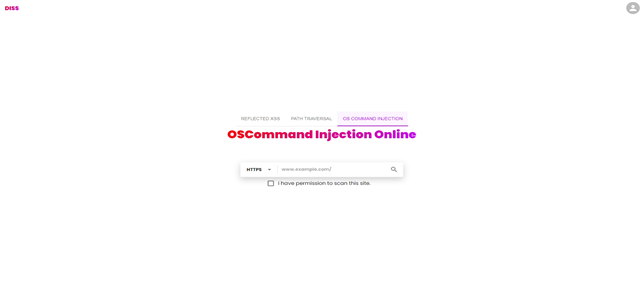 DISS
REFLECTED XSS PATH TRAVERSAL OS COMMAND INJECTION
OSCommand Injection Online
HTTPS www.example.com/
I have permission to scan this site.